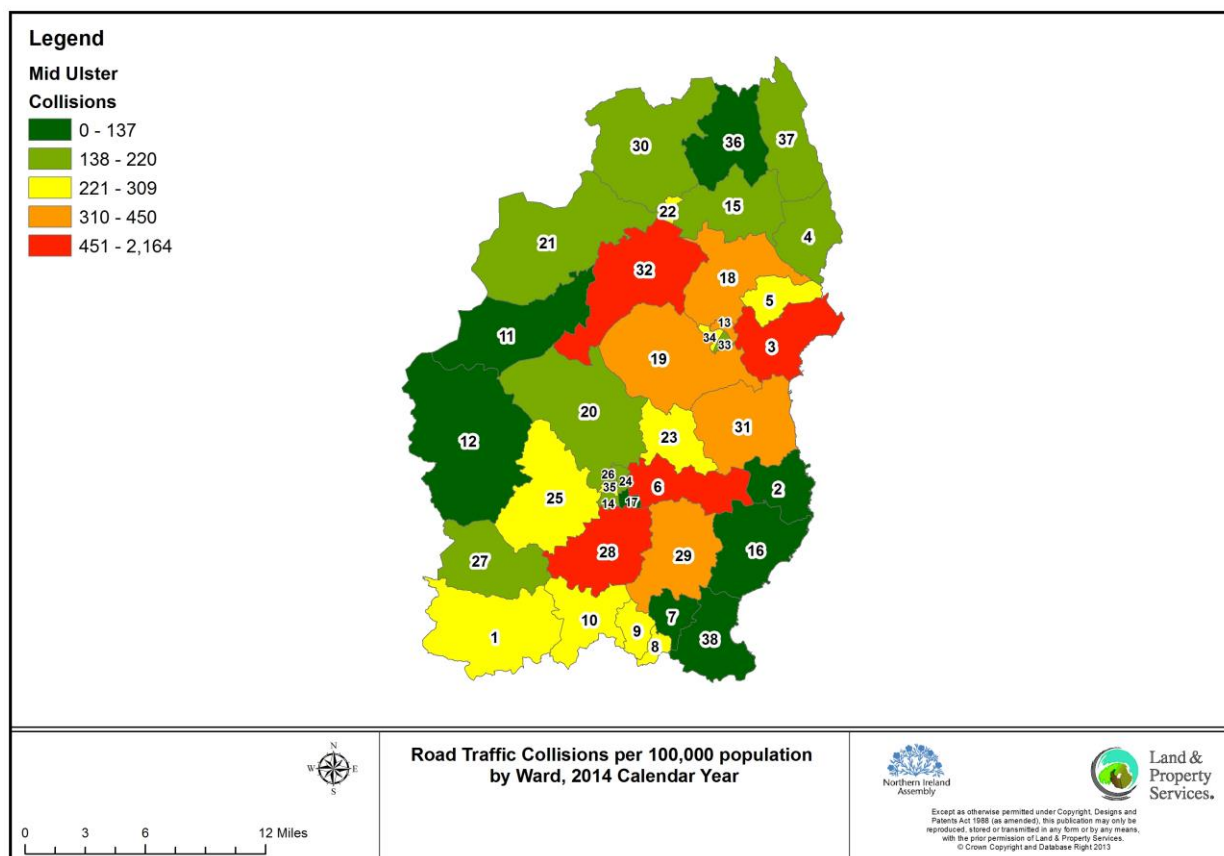 Legend
Mid Ulster
Collisions
0 - 137
138 - 220
221 - 309
310 - 450
451 - 2,164
37
36
30
15
22
4
21
32
18
5
13
11
34
33
3
19
20
31
23
12
26
24
35
6
2
25
14
17
28
29
16
27
7
10
9
1
38
8
N
W
E
S
0 3 6 12 Miles
Road Traffic Collisions per 100,000 population
by Ward, 2014 Calendar Year
Northern Ireland
Assembly
Land &
Property
Services.
Except as otherwise permitted under Copyright, Designs and
Patents Act 1988 (as amended), this publication may only be
reproduced, stored or transmitted in any form or by any means,
with the prior permission of Land & Property Services.
© Crown Copyright and Database Right 2013